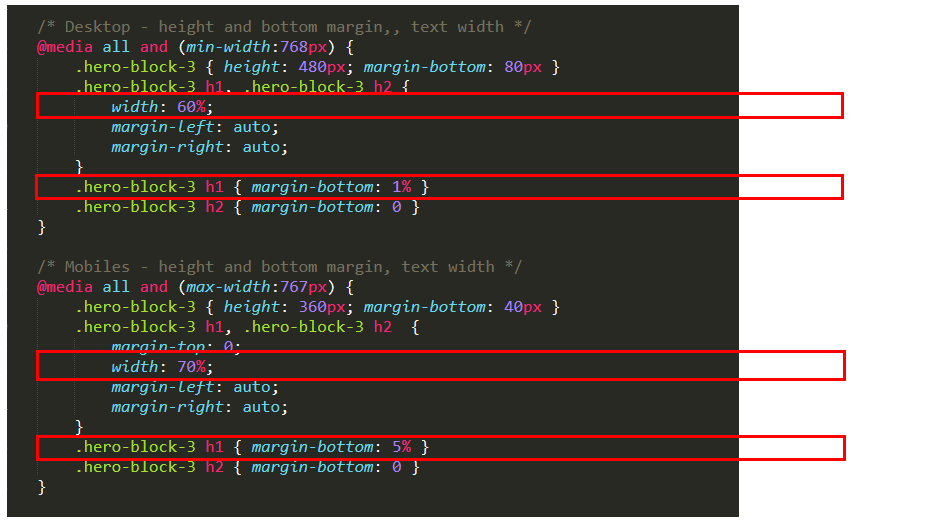 /* Desktop - height and bottom margin,, text width */
@media all and (min-width:768px) {
.hero-block-3 { height: 480px; margin-bottom: 80px }
.hero-block-3 h1, .hero-block-3 h2 {
width: 60%;
margin-left: auto;
margin-right: auto;
}
.hero-block-3 h1 { margin-bottom: 1% }
.hero-block-3 h2 { margin-bottom: 0 }
}
/* Mobiles - height and bottom margin, text width */
@media all and (max-width:767px) {
.hero-block-3 { height: 360px; margin-bottom: 40px }
.hero-block-3 h1, .hero-block-3 h2  {
margin-top: 0;
width: 70%;
margin-left: auto;
margin-right: auto;
}
.hero-block-3 h1 { margin-bottom: 5% }
.hero-block-3 h2 { margin-bottom: 0 }
}